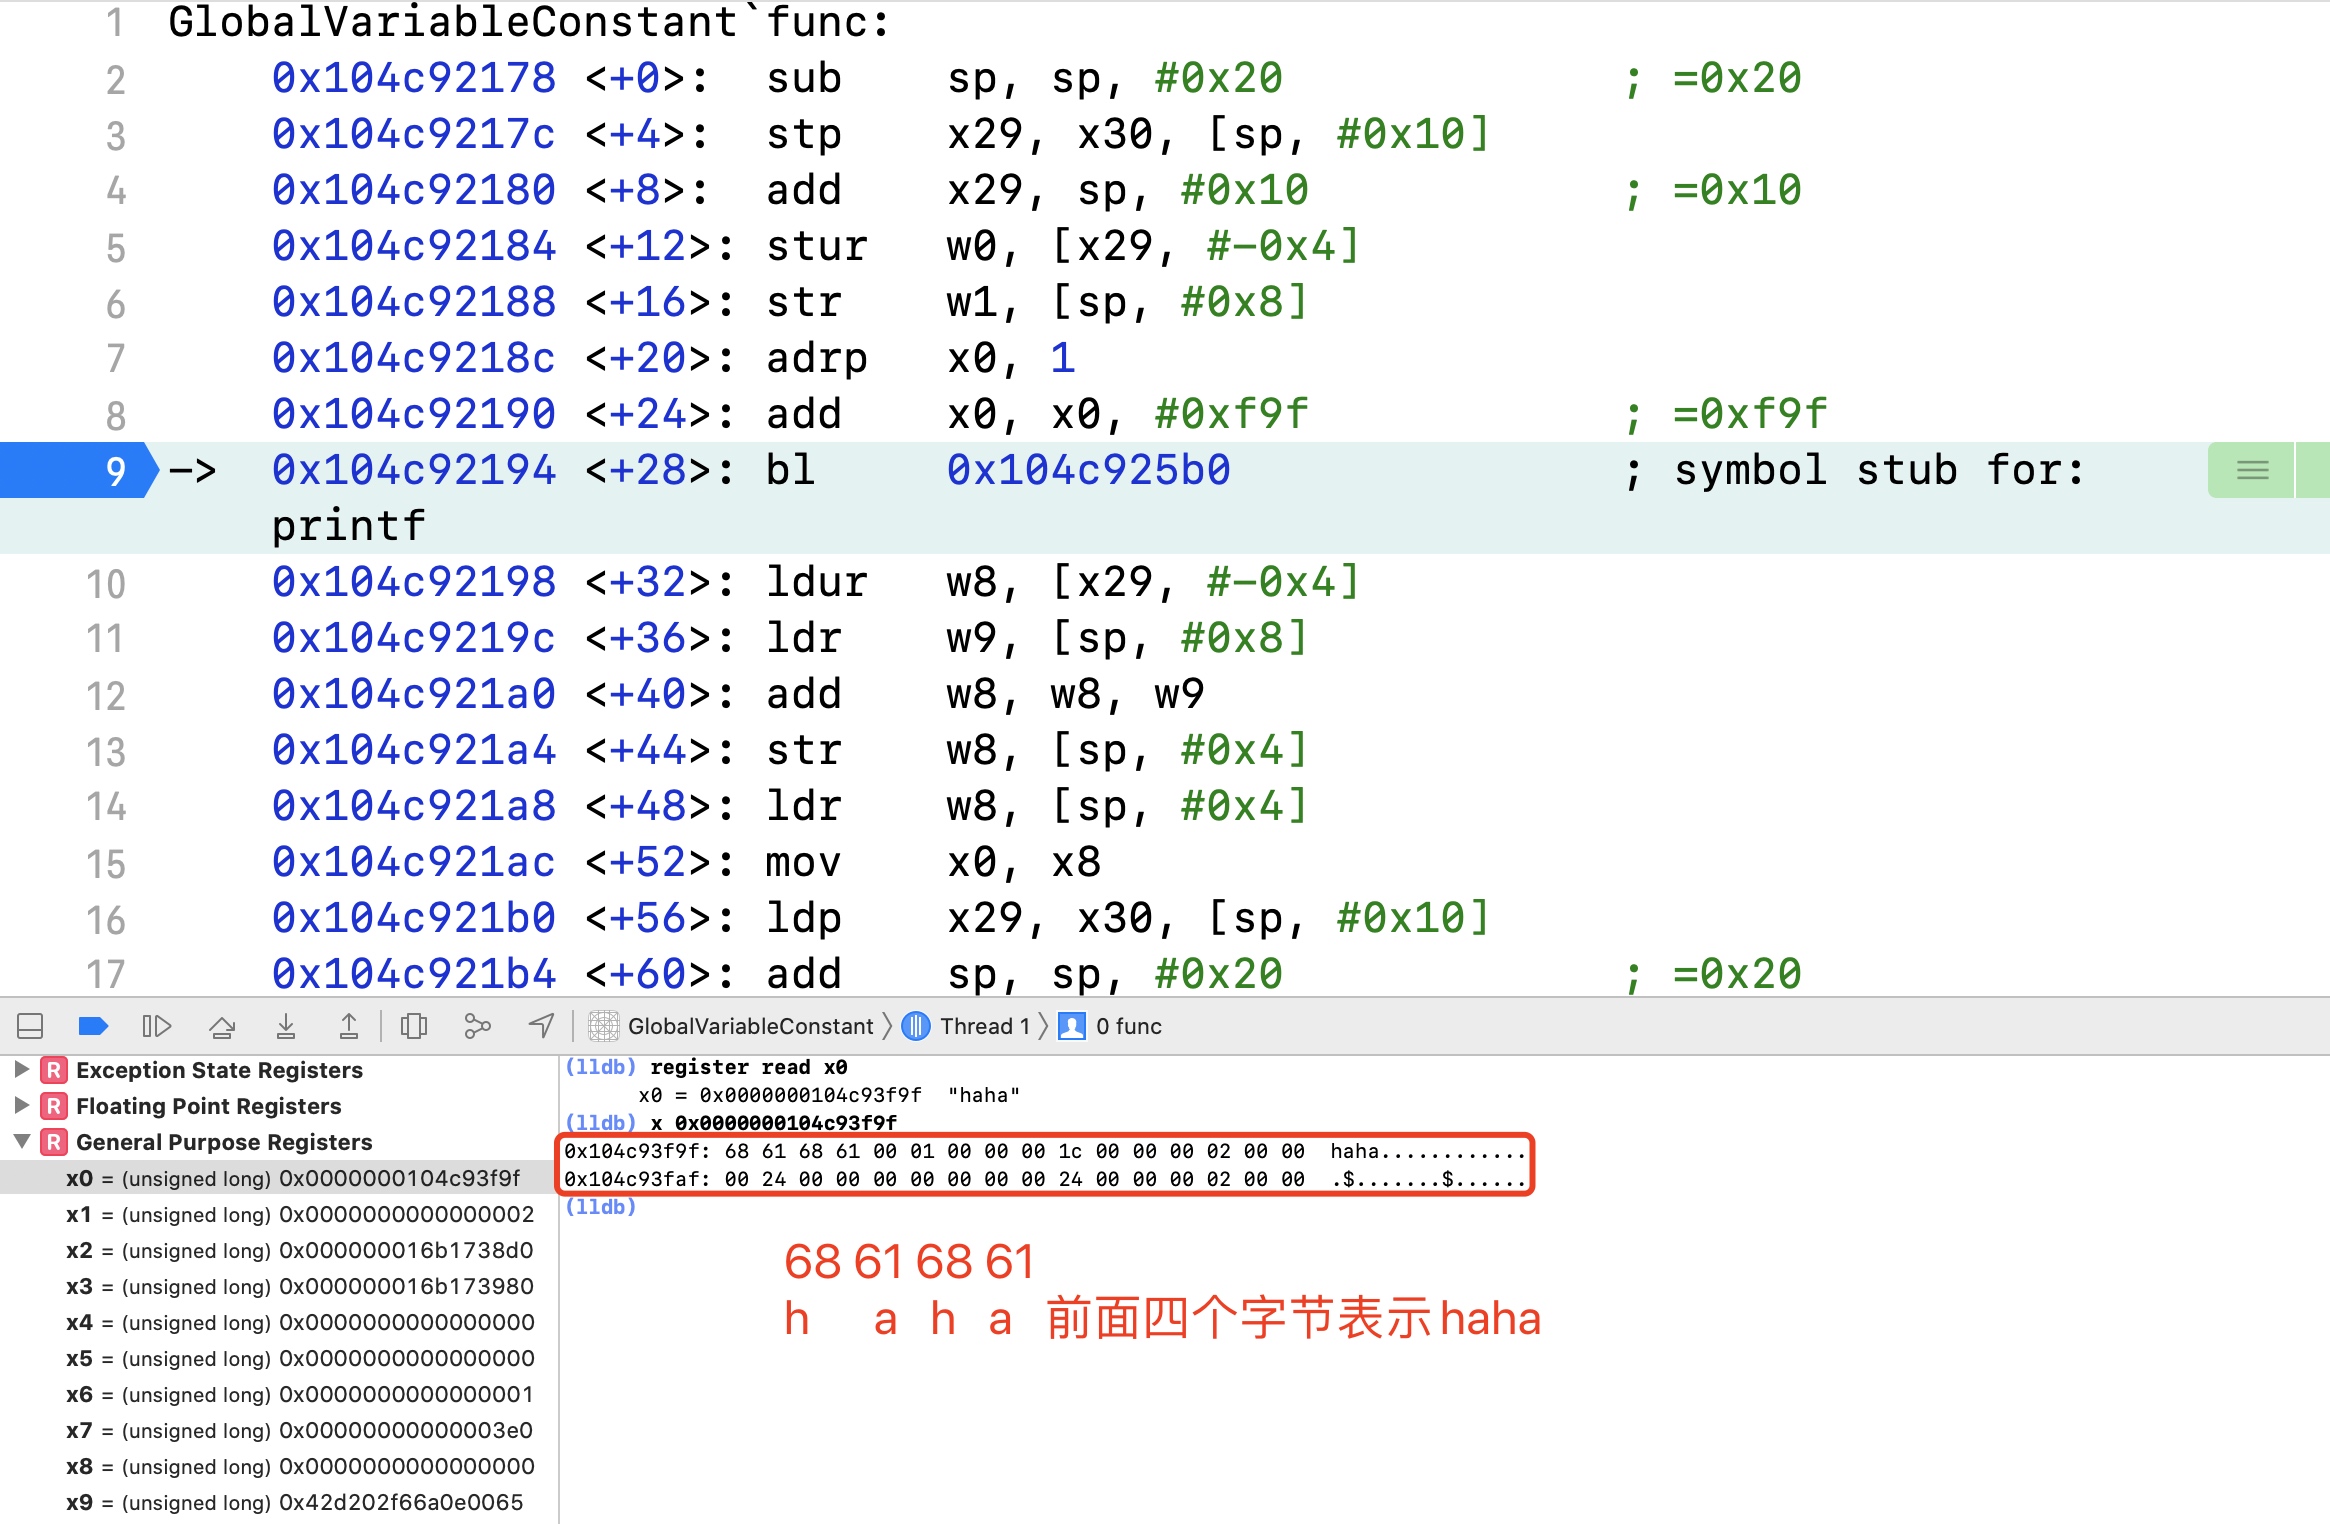 1 GlobalVariableConstant`func:
2 0x104c92178 <+0>: sub sp, sp, #0x20 ; =0x20
3 0x104c9217c <+4>: stp x29, x30, [sp, #0x10]
4 0x104c92180 <+8>: add x29, sp, #0x10 ; =0x10
5 0x104c92184 <+12>: stur w0, [x29, #-0x4]
6 0x104c92188 <+16>: str w1, [sp, #0x8]
7 0x104c9218c <+20>: adrp x0, 1
8 0x104c92190 <+24>: add x0, x0, #0xf9f ; =0xf9f
9 -> 0x104c92194 <+28>: bl 0x104c925b0 ; symbol stub for:
printf
10 0x104c92198 <+32>: ldur w8, [x29, #-0x4]
11 0x104c9219c <+36>: ldr w9, [sp, #0x8]
12 0x104c921a0 <+40>: add w8, w8, w9
13 0x104c921a4 <+44>: str w8, [sp, #0x4]
14 0x104c921a8 <+48>: ldr w8, [sp, #0x4]
15 0x104c921ac <+52>: mov x0, x8
16 0x104c921b0 <+56>: ldp x29, x30, [sp, #0x10]
17 0x104c921b4 <+60>: add sp, sp, #0x20 ; =0x20
GlobalVariableConstant Thread 1 0 func
R Exception State Registers
R Floating Point Registers
R General Purpose Registers
x0 = (unsigned long) 0x0000000104c93f9f
x1 = (unsigned long) 0x0000000000000002
x2 = (unsigned long) 0x000000016b1738d0
x3 = (unsigned long) 0x000000016b173980
x4 = (unsigned long) 0x0000000000000000
x5 = (unsigned long) 0x0000000000000000
x6 = (unsigned long) 0x0000000000000001
x7 = (unsigned long) 0x00000000000003e0
x8 = (unsigned long) 0x0000000000000000
x9 = (unsigned long) 0x42d202f66a0e0065
(lldb) register read x0
x0 = 0x0000000104c93f9f "haha"
(lldb) x 0x0000000104c93f9f
0x104c93f9f: 68 61 68 61 00 01 00 00 00 1c 00 00 00 02 00 00 haha............
0x104c93faf: 00 24 00 00 00 00 00 00 00 24 00 00 00 02 00 00 .$.......$......
(lldb)
68 61 68 61
h a h a 前面四个字节表示haha